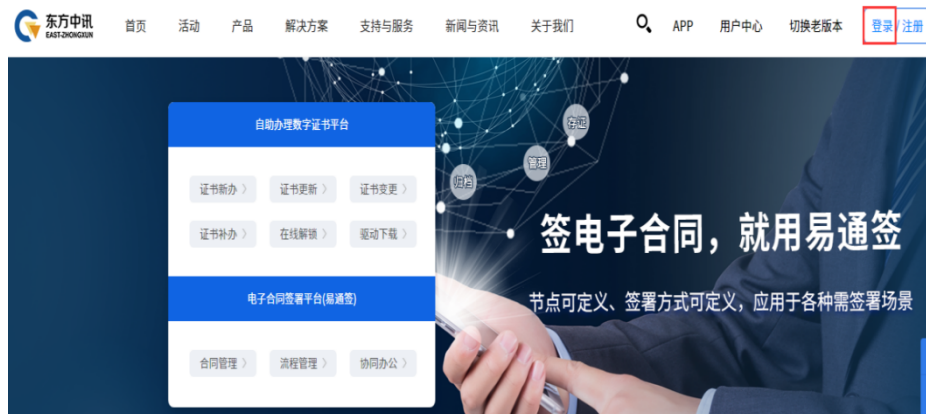 东方中讯
EAST-ZHONGXUN
首页 活动 产品 解决方案 支持与服务 新闻与资讯 关于我们 APP 用户中心 切换老版本 登录/注册
自助办理数字证书平台
证书新办 〉 证书更新 〉 证书变更 〉
证书补办 〉 在线解锁 〉 驱动下载 〉
电子合同签署平台(易通签)
合同管理 〉 流程管理 〉 协同办公 〉
存证
管理
归档
签电子合同，就用易通签
节点可定义、签署方式可定义，应用于各种需签署场景